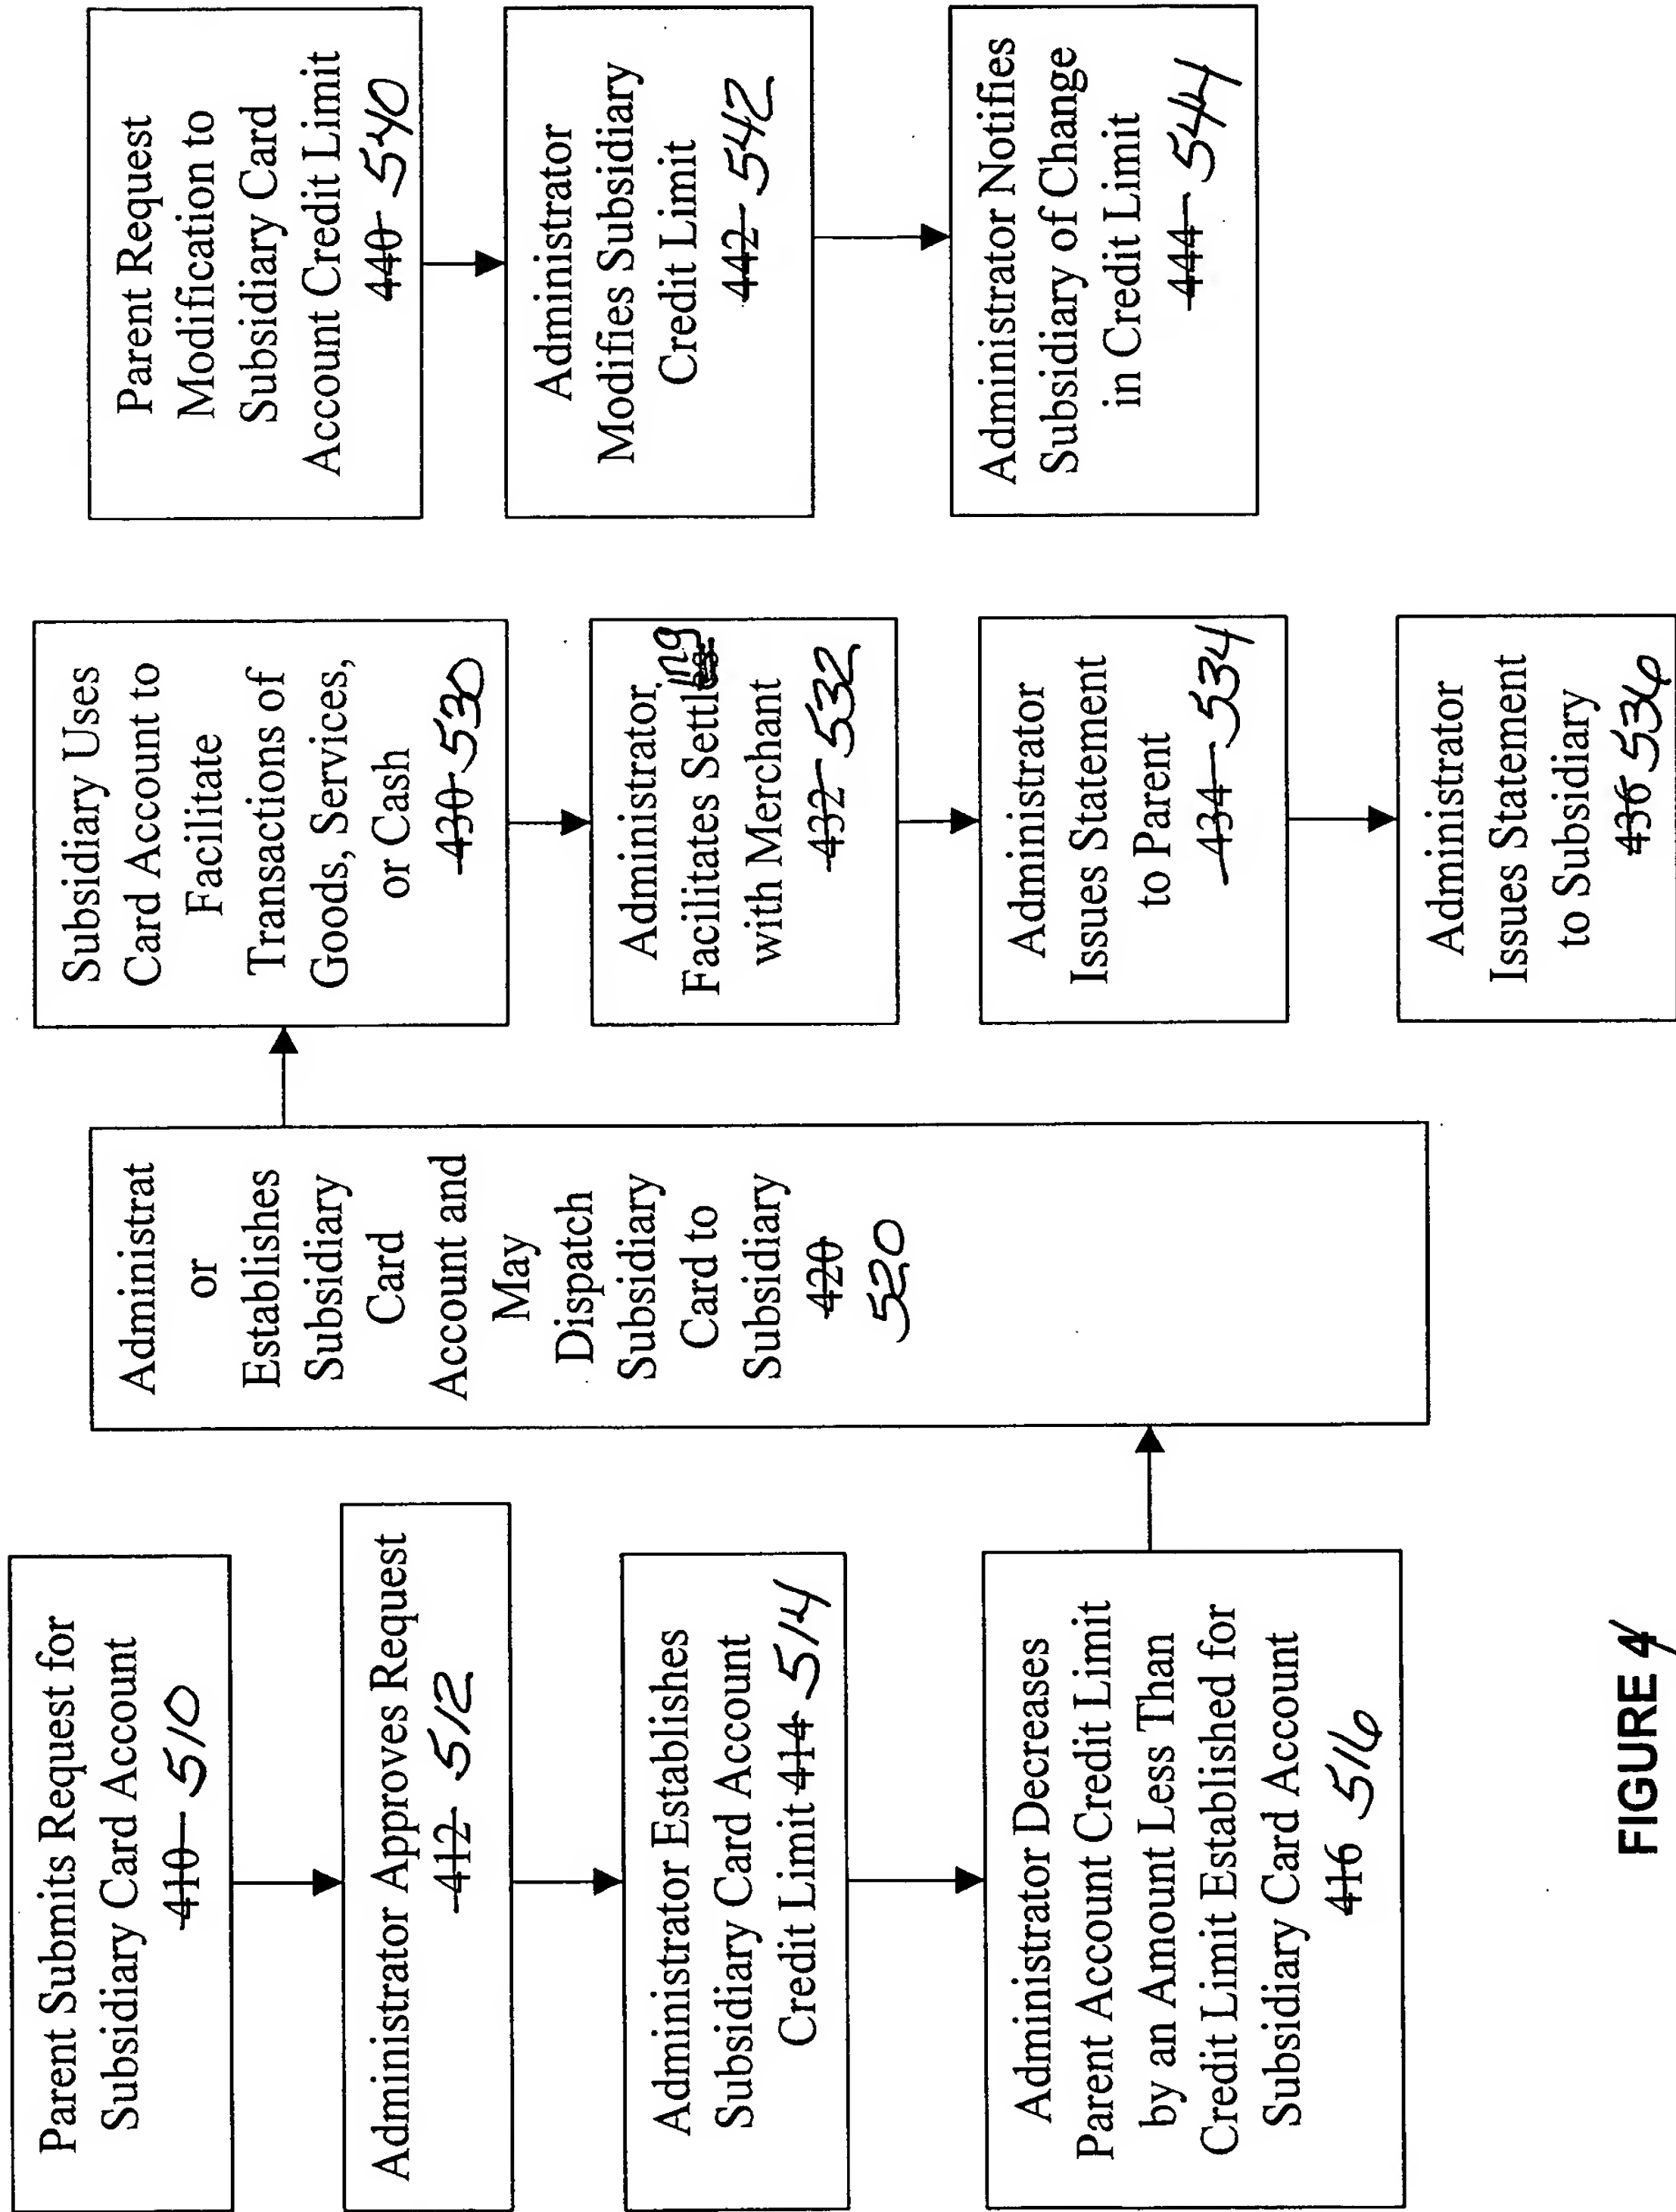 Parent Submits Request for
Subsidiary Card Account
410 510
Administrator Approves Request
412 512
Administrator Establishes
Subsidiary Card Account
Credit Limit 414 514
Administrator Decreases
Parent Account Credit Limit
by an Amount Less Than
Credit Limit Established for
Subsidiary Card Account
416 516
Administrat
or
Establishes
Subsidiary
Card
Account and
May
Dispatch
Subsidiary
Card to
Subsidiary
420
520
Subsidiary Uses
Card Account to
Facilitate
Transactions of
Goods, Services,
or Cash
430 530
Administrator
Facilitates Settles ing
with Merchant
432 532
Administrator
Issues Statement
to Parent
434 534
Administrator
Issues Statement
to Subsidiary
436 536
Parent Request
Modification to
Subsidiary Card
Account Credit Limit
440 540
Administrator
Modifies Subsidiary
Credit Limit
442 542
Administrator Notifies
Subsidiary of Change
in Credit Limit
444 544
FIGURE 4